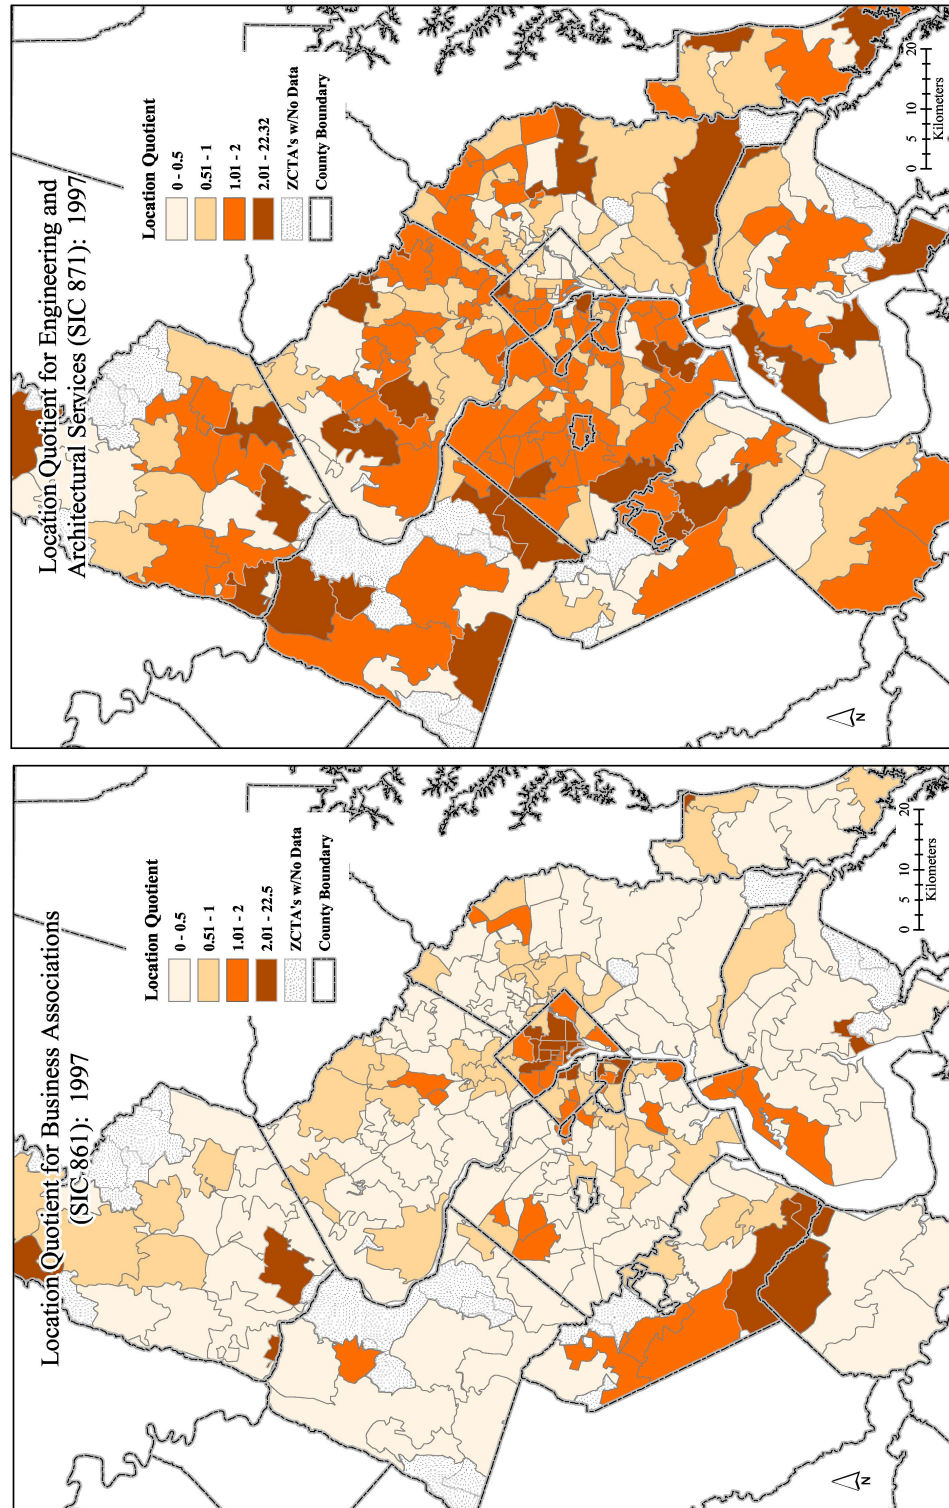 Location Quotient for Engineering and
Architectural Services (SIC 871): 1997
Location Quotient
0 - 0.5
0.51 - 1
1.01 - 2
2.01 - 22.32
ZCTA's w/No Data
County Boundary
N
0 5 10 20
Kilometers
Location Quotient for Business Associations
(SIC 861): 1997
Location Quotient
0 - 0.5
0.51 - 1
1.01 - 2
2.01 - 22.5
ZCTA's w/No Data
County Boundary
N
0 5 10 20
Kilometers